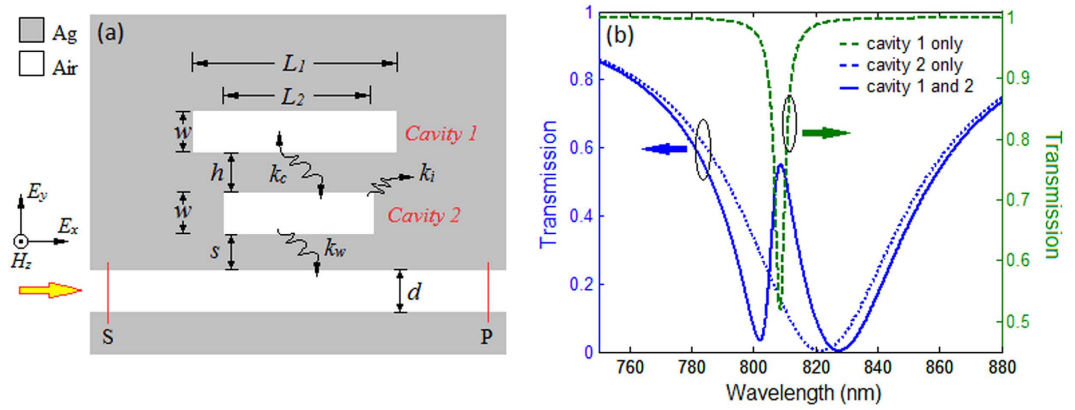 Ag
Air
(a)
L1
L2
w
Cavity 1
h
kc
ki
w
Cavity 2
Ey
Ex
Hz
s
kw
d
S
P
(b)
cavity 1 only
cavity 2 only
cavity 1 and 2
Transmission
1
0.8
0.6
0.4
0.2
0
760 780 800 820 840 860 880
Wavelength (nm)
1
0.9
0.8
0.7
0.6
0.5
Transmission